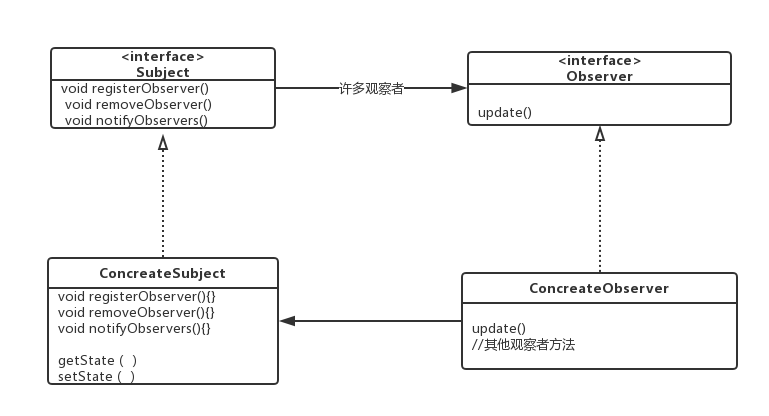 <interface>
Subject
void registerObserver()
void removeObserver()
void notifyObservers()
许多观察者
<interface>
Observer
update()
ConcreateSubject
void registerObserver(){}
void removeObserver(){}
void notifyObservers(){}
getState ( )
setState ( )
ConcreateObserver
update()
//其他观察者方法